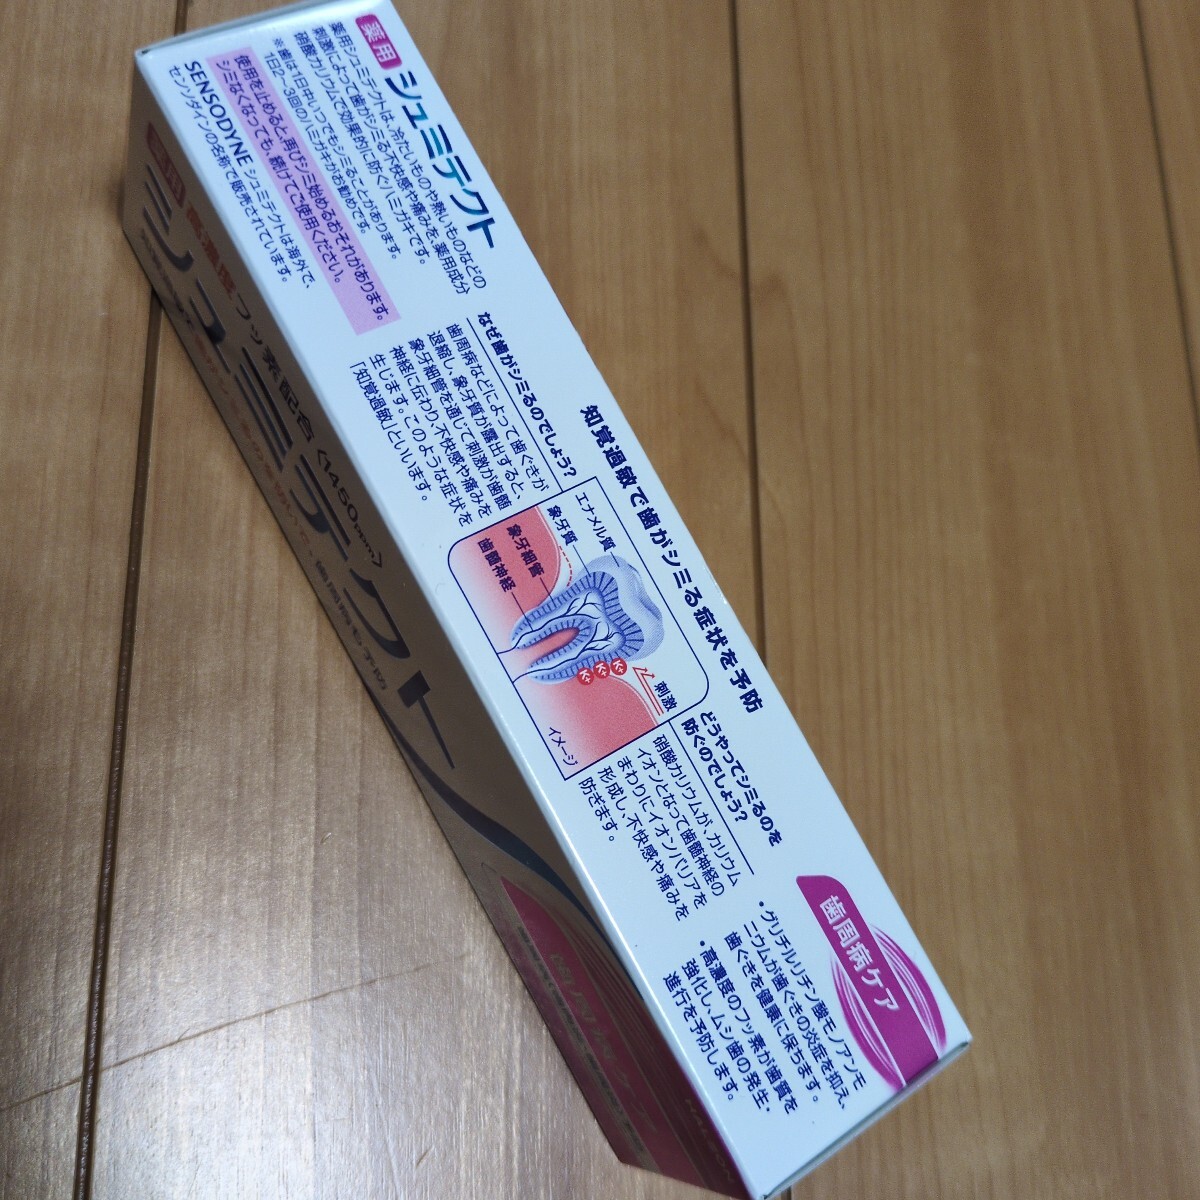 薬用 シュミテクト
薬用シュミテクトは、冷たいものや熱いものなどの
刺激によって歯がシミる不快感や痛みを、薬用成分
硝酸カリウムで効果的に防ぐハミガキです。
※歯は1日中いつでもシミることがあります。
1日2~3回のハミガキがお勧めです。
使用を止めると、再びシミ始めるおそれがあります。
シミなくなっても、続けてご使用ください。
SENSODYNE シュミテクトは海外で、
センソダインの名称で販売されています。
知覚過敏で歯がシミる症状を予防
なぜ歯がシミるのでしょう?
歯周病などによって歯ぐきが
退縮し、象牙質が露出すると、
象牙細管を通じて刺激が歯髄
神経に伝わり、不快感や痛みを
生じます。このような症状を
「知覚過敏」といいます。
エナメル質
象牙質
象牙細管
歯髄神経
K+ K+ K+
刺激
イメージ
どうやってシミるのを
防ぐのでしょう?
硝酸カリウムが、カリウム
イオンとなって歯髄神経の
まわりにイオンバリアを
形成し、不快感や痛みを
防ぎます。
歯周病ケア
・グリチルリチン酸モノアンモ
ニウムが歯ぐきの炎症を抑え、
歯ぐきを健康に保ちます。
・高濃度のフッ素が歯質を
強化し、ムシ歯の発生・
進行を予防します。
高濃度フッ素配合〈1450ppm〉
シュミテクト
歯周病ケア